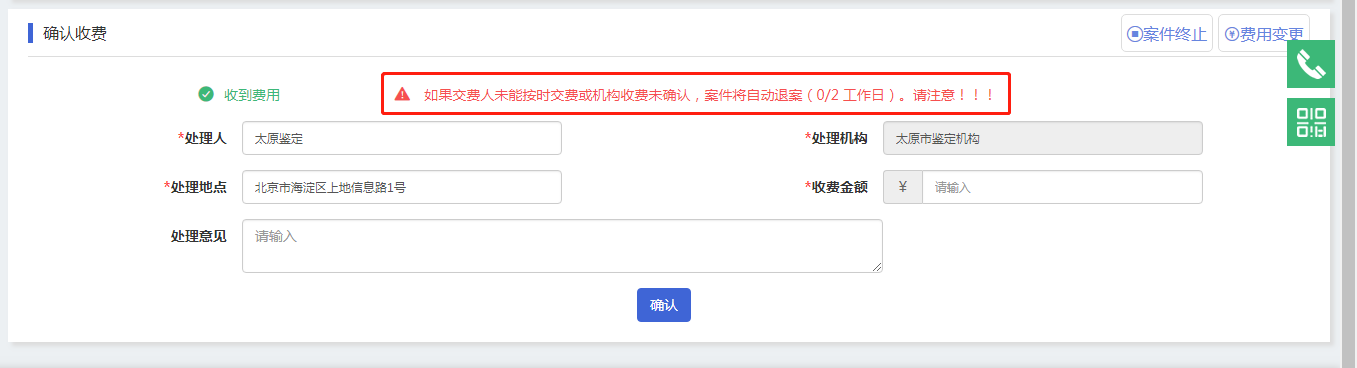 确认收费
案件终止
费用变更
收到费用
如果交费人未能按时交费或机构收费未确认，案件将自动退案（0/2 工作日）。请注意！！！
*处理人 太原鉴定
*处理机构 太原市鉴定机构
*处理地点 北京市海淀区上地信息路1号
*收费金额 ¥ 请输入
处理意见 请输入
确认